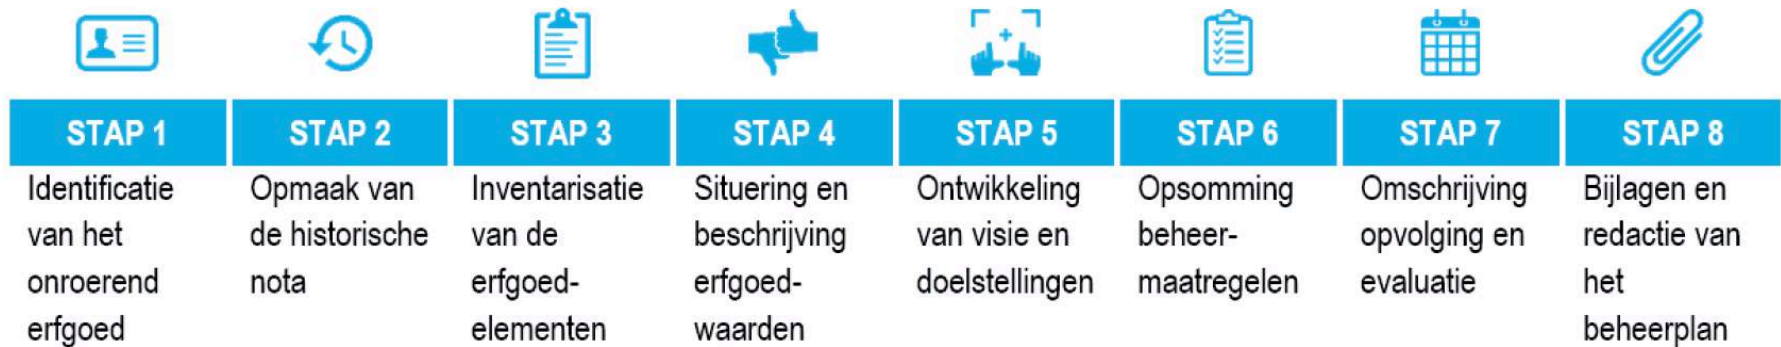 STAP 1
Identificatie
van het
onroerend
erfgoed
STAP 2
Opmaak van
de historische
nota
STAP 3
Inventarisatie
van de
erfgoed-
elementen
STAP 4
Situering en
beschrijving
erfgoed-
waarden
STAP 5
Ontwikkeling
van visie en
doelstellingen
STAP 6
Opsomming
beheer-
maatregelen
STAP 7
Omschrijving
opvolging en
evaluatie
STAP 8
Bijlagen en
redactie van
het
beheerplan